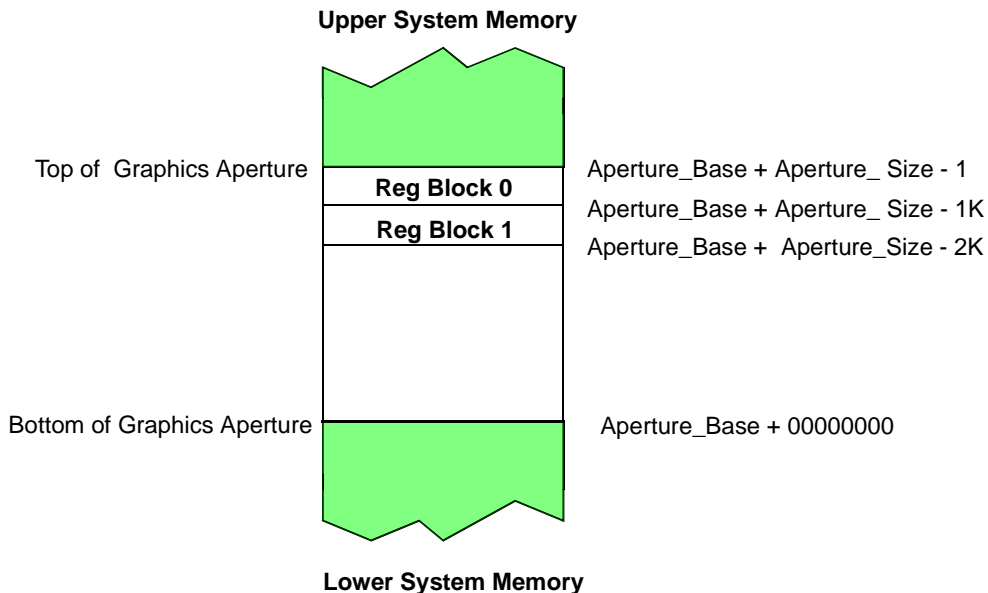 Upper System Memory
Top of Graphics Aperture
Aperture_Base + Aperture_ Size - 1
Reg Block 0
Aperture_Base + Aperture_ Size - 1K
Reg Block 1
Aperture_Base + Aperture_Size - 2K
Bottom of Graphics Aperture
Aperture_Base + 00000000
Lower System Memory